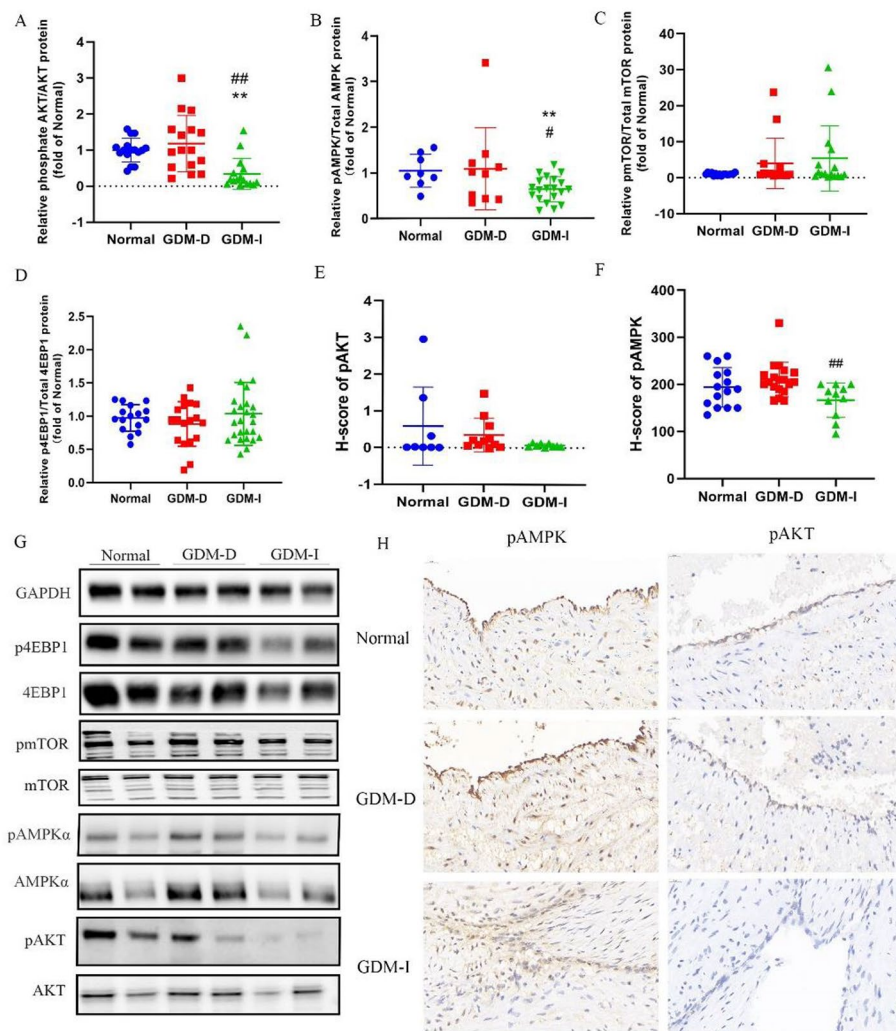 A
Relative phosphate AKT/AKT protein
(fold of Normal)
4
3
2
1
0
-1
##
**
Normal GDM-D GDM-I
B
Relative pAMPK/Total AMPK protein
(fold of Normal)
4
3
2
1
0
**
#
Normal GDM-D GDM-I
C
Relative pmTOR/Total mTOR protein
(fold of Normal)
40
30
20
10
0
-10
Normal GDM-D GDM-I
D
Relative p4EBP1/Total 4EBP1 protein
(fold of Normal)
2.5
2.0
1.5
1.0
0.5
0.0
Normal GDM-D GDM-I
E
H-score of pAKT
4
3
2
1
0
-1
Normal GDM-D GDM-I
F
H-score of pAMPK
400
300
200
100
0
##
Normal GDM-D GDM-I
G
Normal GDM-D GDM-I
GAPDH
p4EBP1
4EBP1
pmTOR
mTOR
pAMPKα
AMPKα
pAKT
AKT
H
pAMPK pAKT
Normal
GDM-D
GDM-I